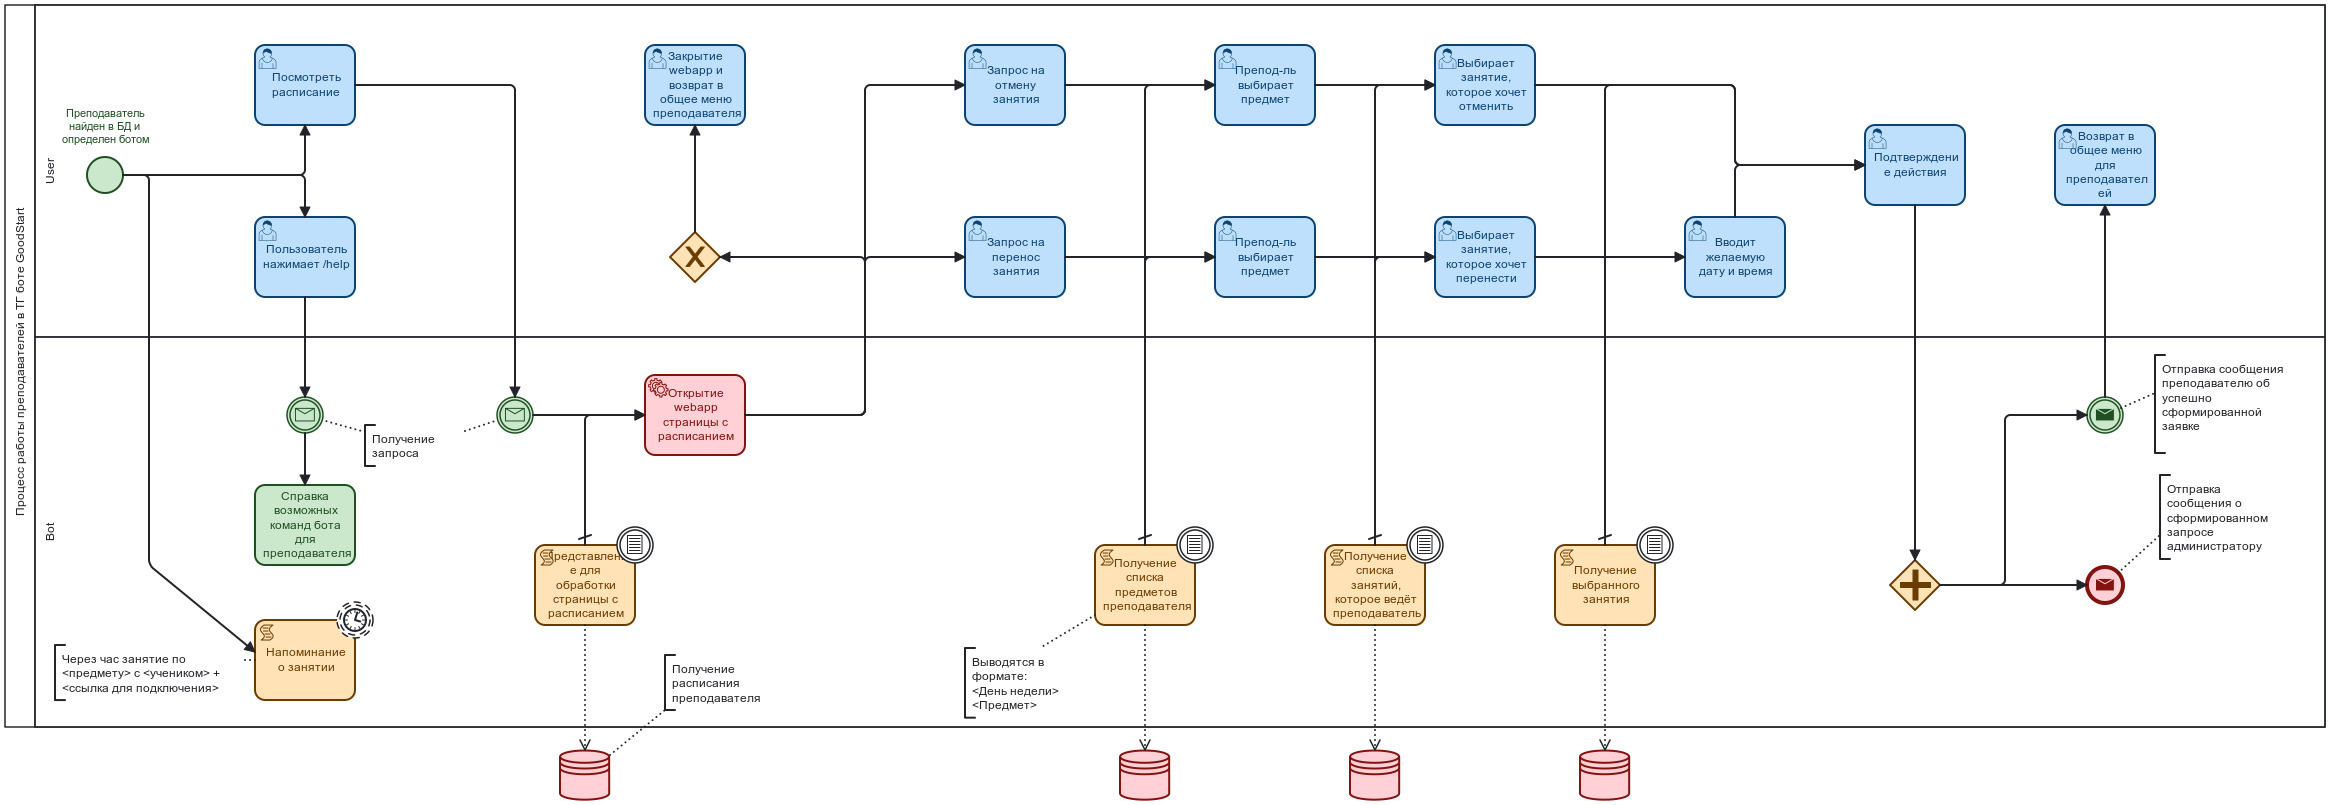 Процесс работы преподавателей в ТГ боте GoodStart
User
Преподаватель
найден в БД и
определен ботом
Посмотреть
расписание
Пользователь
нажимает /help
Закрытие
webapp и
возврат в
общее меню
преподавателя
X
Запрос на
отмену
занятия
Препод-ль
выбирает
предмет
Выбирает
занятие,
которое хочет
отменить
Запрос на
перенос
занятия
Препод-ль
выбирает
предмет
Выбирает
занятие,
которое хочет
перенести
Вводит
желаемую
дату и время
Подтверждени
е действия
Возврат в
общее меню
для
преподавател
ей
Bot
Получение
запроса
Справка
возможных
команд бота
для
преподавателя
Напоминание
о занятии
Через час занятие по
<предмету> с <учеником> +
<ссылка для подключения>
Открытие
webapp
страницы с
расписанием
редставлен
е для
обработки
страницы с
расписанием
Получение
расписания
преподавателя
Получение
списка
предметов
преподавателя
Выводятся в
формате:
<День недели>
<Предмет>
Получение
списка
занятий,
которое ведёт
преподаватель
Получение
выбранного
занятия
Отправка сообщения
преподавателю об
успешно
сформированной
заявке
Отправка
сообщения о
сформированном
запросе
администратору